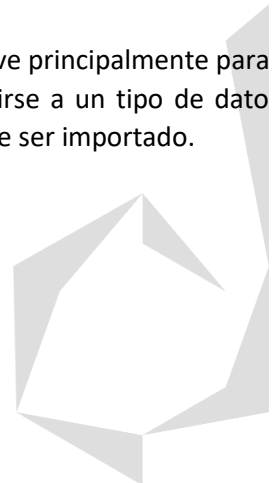 ve principalmente para
irse a un tipo de dato
e ser importado.